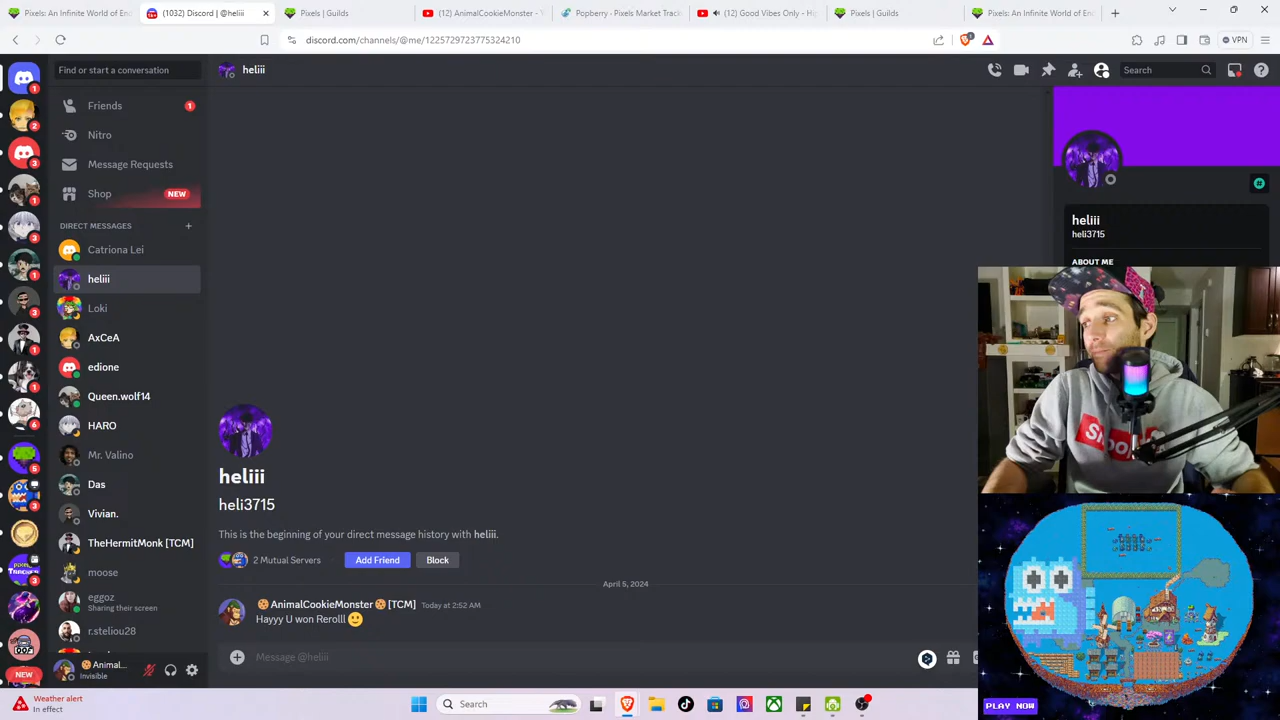 Pixels: An Infinite World of En
(1032) Discord | @heliii
Pixels | Guilds
(12) AnimalCookieMonster - 
Popberry - Pixels Market Track
(12) Good Vibes Only - Hip
Pixels | Guilds
Pixels: An Infinite World of En
discord.com/channels/@me/1225729723775324210
VPN
Find or start a conversation
heliii
Search
Friends 1
Nitro
Message Requests
Shop NEW
DIRECT MESSAGES
Catriona Lei
heliii
Loki
AxCeA
edione
Queen.wolf14
HARO
Mr. Valino
Das
Vivian.
TheHermitMonk [TCM]
moose
eggoz
Sharing their screen
r.steliou28
NEW
Animal...
Invisible
heliii
heli3715
This is the beginning of your direct message history with heliii.
2 Mutual Servers
Add Friend
Block
April 5, 2024
AnimalCookieMonster [TCM] Today at 2:52 AM
Hayyy U won Rerolll
Message @heliii
heliii
heli3715
ABOUT ME
PLAY NOW
Weather alert
In effect
Search